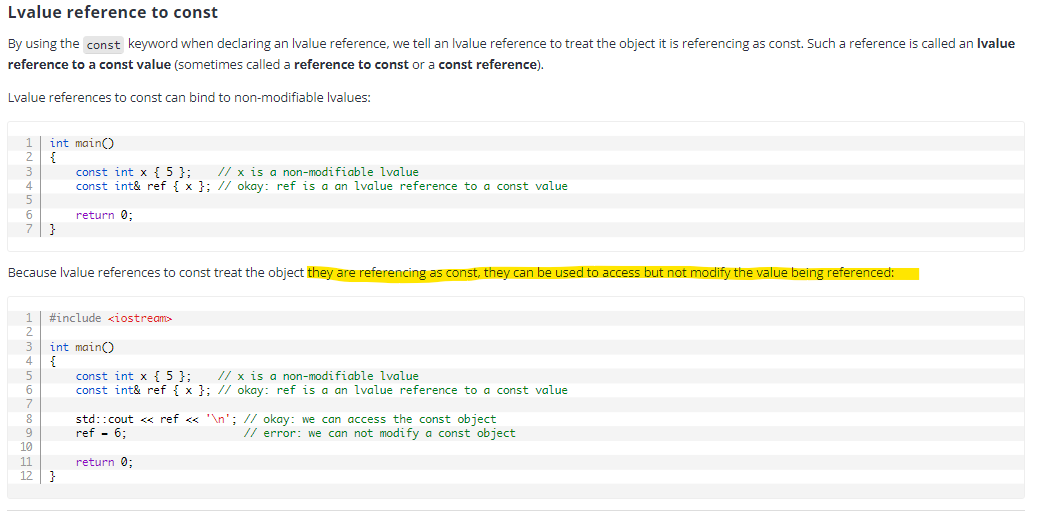 Lvalue reference to const
By using the const keyword when declaring an lvalue reference, we tell an lvalue reference to treat the object it is referencing as const. Such a reference is called an lvalue
reference to a const value (sometimes called a reference to const or a const reference).
Lvalue references to const can bind to non-modifiable lvalues:
1 int main()
2 {
3     const int x { 5 };    // x is a non-modifiable lvalue
4     const int& ref { x }; // okay: ref is a an lvalue reference to a const value
5
6     return 0;
7 }
Because lvalue references to const treat the object they are referencing as const, they can be used to access but not modify the value being referenced:
1 #include <iostream>
2
3 int main()
4 {
5     const int x { 5 };    // x is a non-modifiable lvalue
6     const int& ref { x }; // okay: ref is a an lvalue reference to a const value
7
8     std::cout << ref << '\n'; // okay: we can access the const object
9     ref = 6;                  // error: we can not modify a const object
10
11     return 0;
12 }